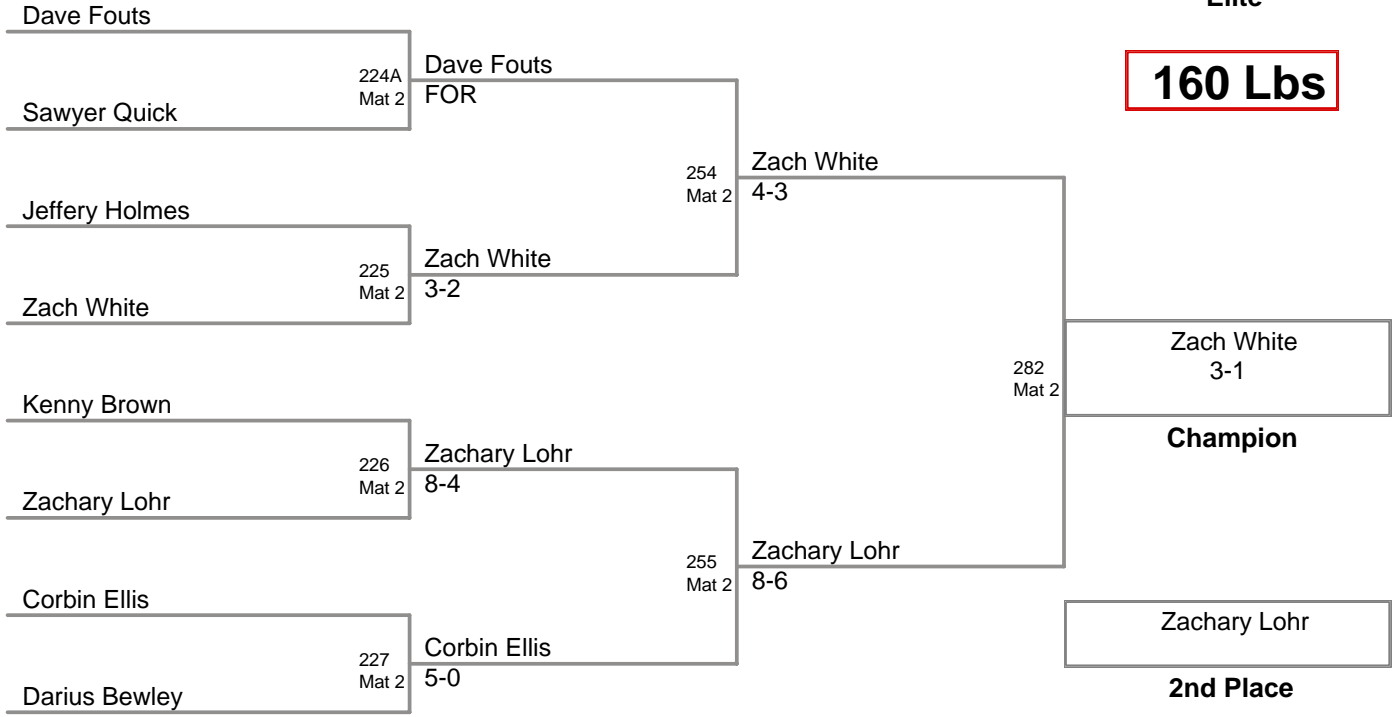 Elite
160 Lbs
Dave Fouts
224A
Mat 2
Sawyer Quick
Dave Fouts
FOR
Jeffery Holmes
225
Mat 2
Zach White
Zach White
3-2
254
Mat 2
Zach White
4-3
Kenny Brown
226
Mat 2
Zachary Lohr
Zachary Lohr
8-4
Corbin Ellis
227
Mat 2
Darius Bewley
Corbin Ellis
5-0
255
Mat 2
Zachary Lohr
8-6
282
Mat 2
Zach White
3-1
Champion
Zachary Lohr
2nd Place